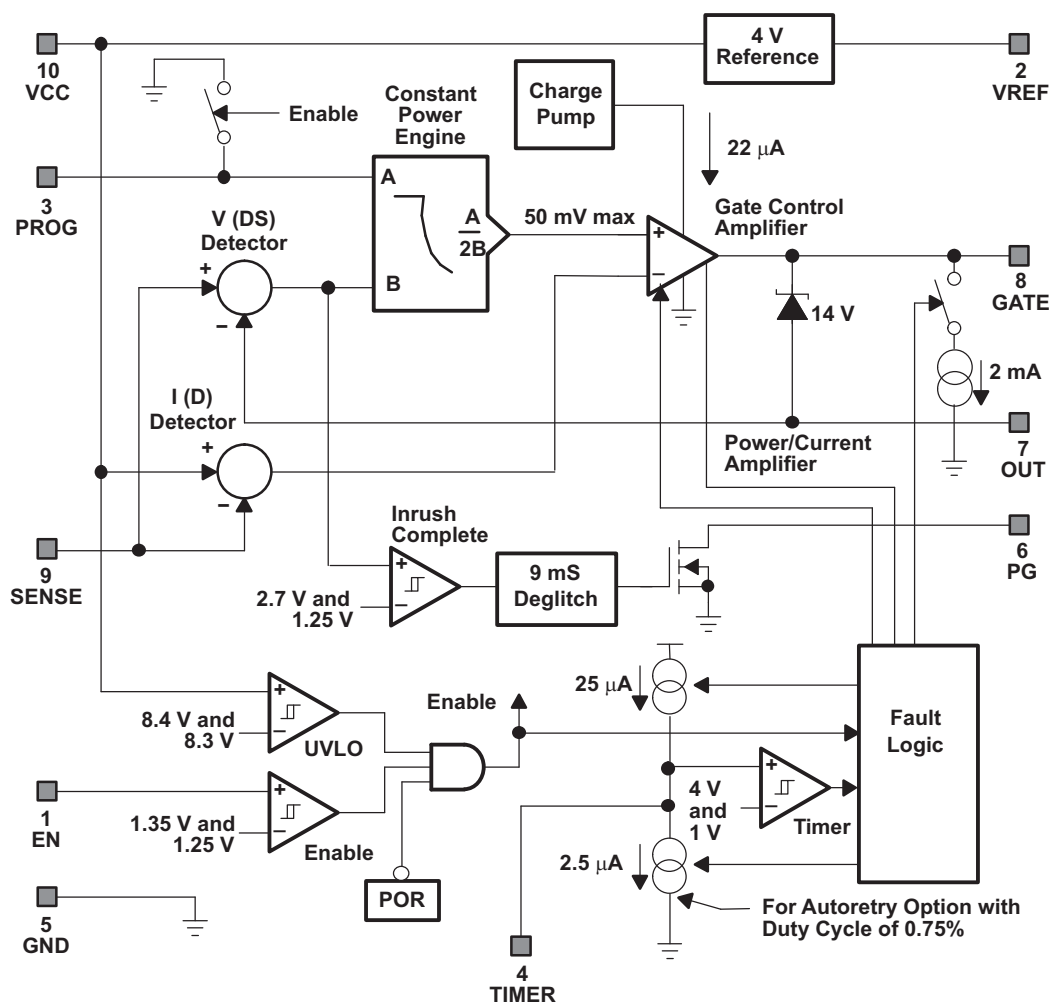 10
VCC
4 V
Reference
2
VREF
Enable
Constant
Power
Engine
Charge
Pump
22 μA
3
PROG
A
B
A
2B
50 mV max
Gate Control
Amplifier
+
−
V (DS)
Detector
+
−
14 V
8
GATE
2 mA
I (D)
Detector
+
−
Power/Current
Amplifier
7
OUT
9
SENSE
Inrush
Complete
+
−
2.7 V and
1.25 V
9 mS
Deglitch
6
PG
25 μA
Fault
Logic
+
−
8.4 V and
8.3 V
UVLO
Enable
1
EN
+
−
1.35 V and
1.25 V
Enable
POR
+
−
4 V
and
1 V
Timer
2.5 μA
For Autoretry Option with
Duty Cycle of 0.75%
5
GND
4
TIMER